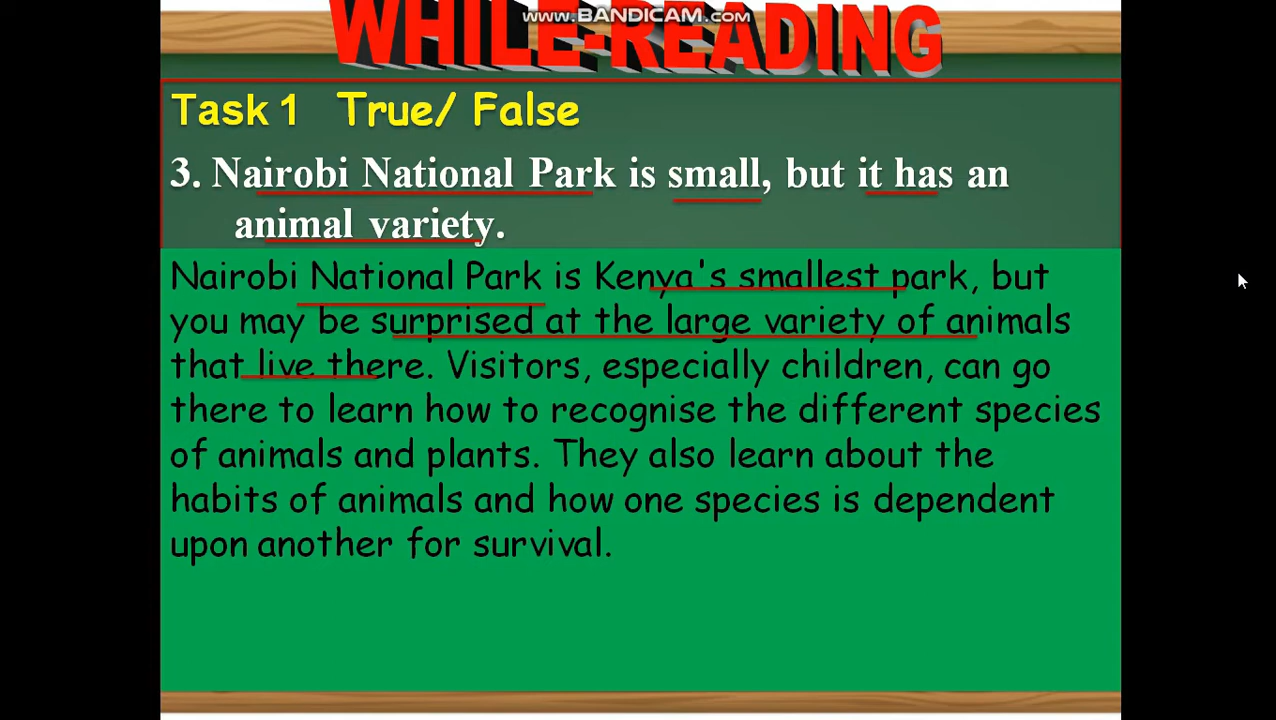 www.BANDICAM.com
WHILE-READING
Task 1 True/ False
3. Nairobi National Park is small, but it has an
animal variety.
Nairobi National Park is Kenya's smallest park, but
you may be surprised at the large variety of animals
that live there. Visitors, especially children, can go
there to learn how to recognise the different species
of animals and plants. They also learn about the
habits of animals and how one species is dependent
upon another for survival.